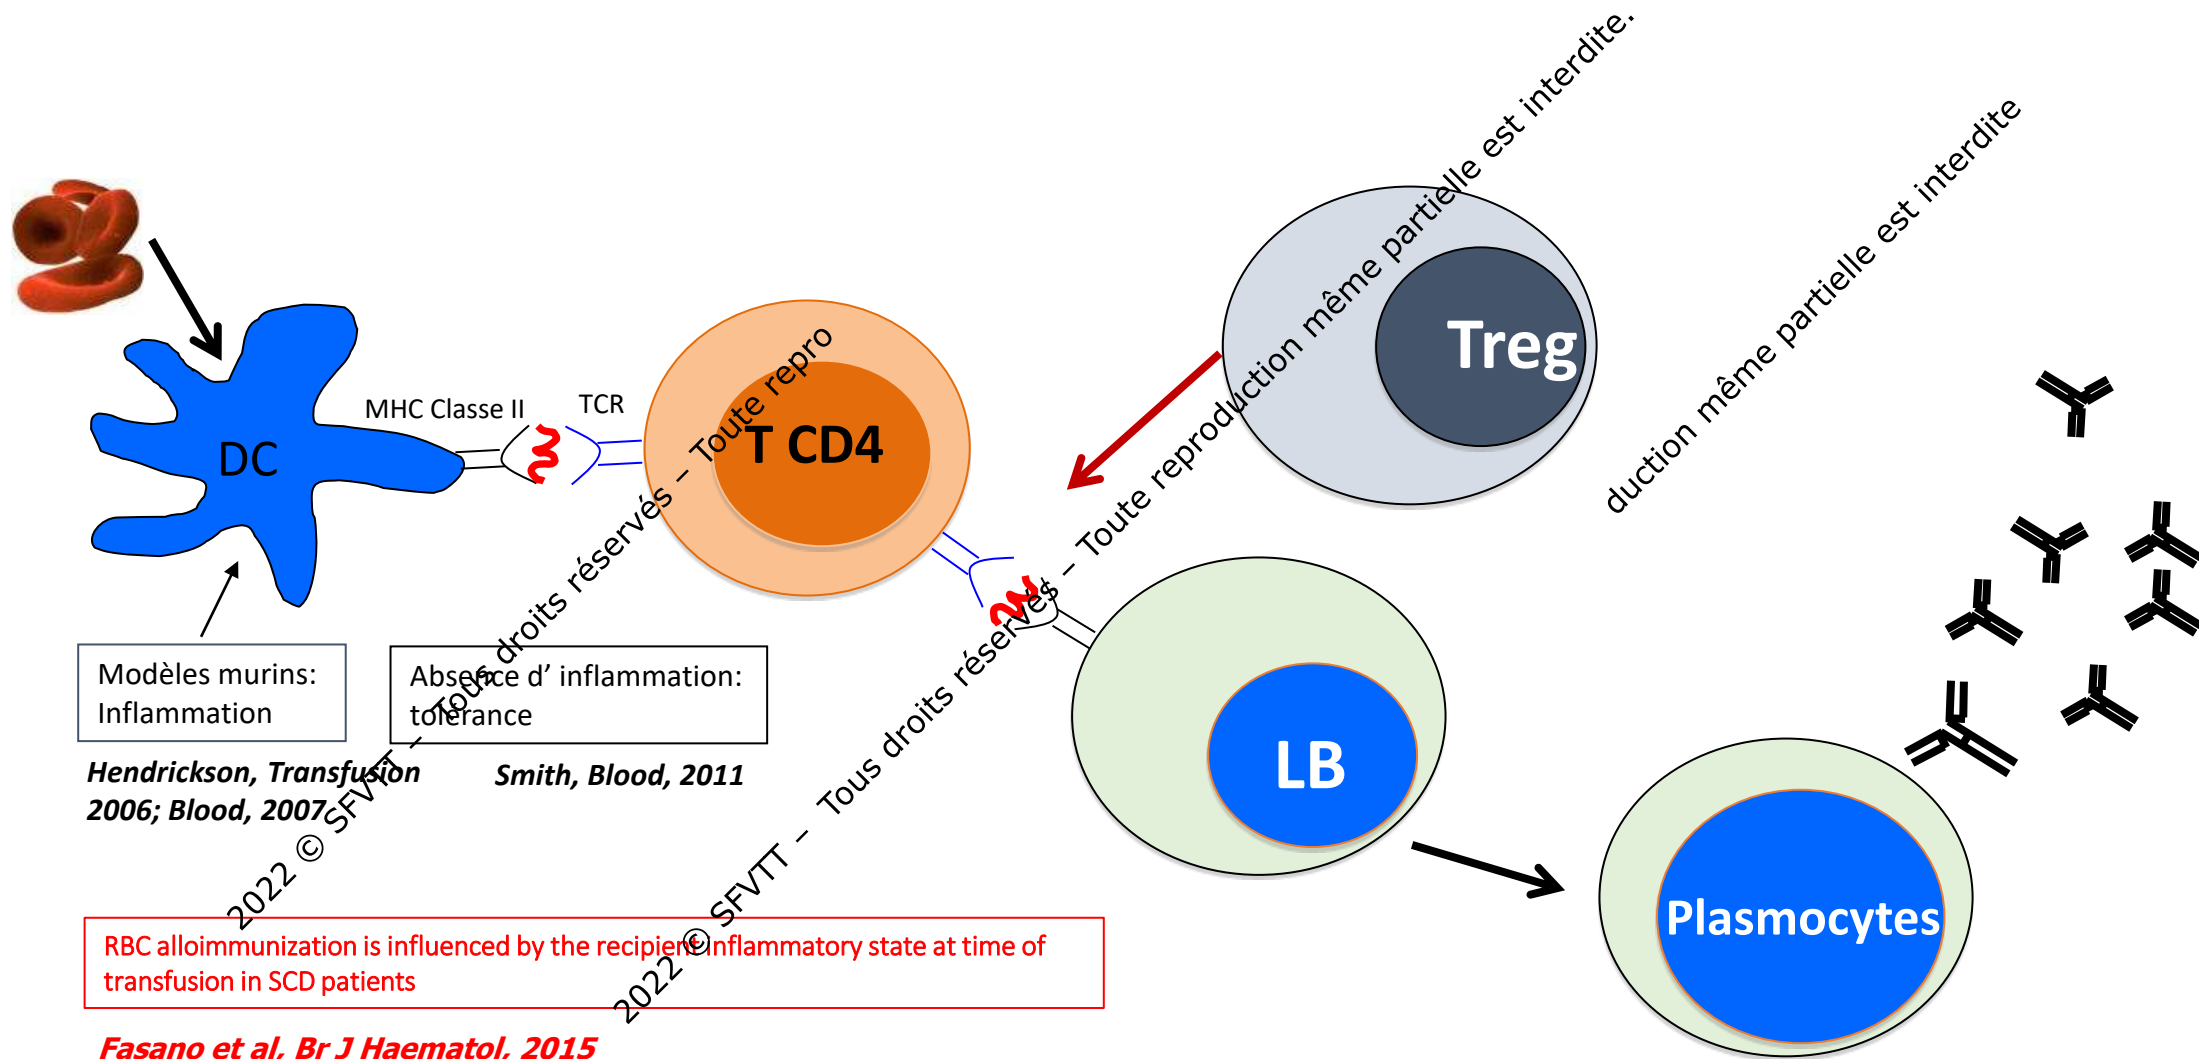 MHC Classe II
TCR
DC
T CD4
Treg
Modèles murins:
Inflammation
Absence d’ inflammation:
tolérance
Hendrickson, Transfusion
2006; Blood, 2007
Smith, Blood, 2011
LB
Plasmocytes
RBC alloimmunization is influenced by the recipient inflammatory state at time of
transfusion in SCD patients
Fasano et al, Br J Haematol, 2015
2022 © SFVTT – Tous droits réservés – Toute repro
duction même partielle est interdite
2022 © SFVTT – Tous droits réservés – Toute reproduction même partielle est interdite.